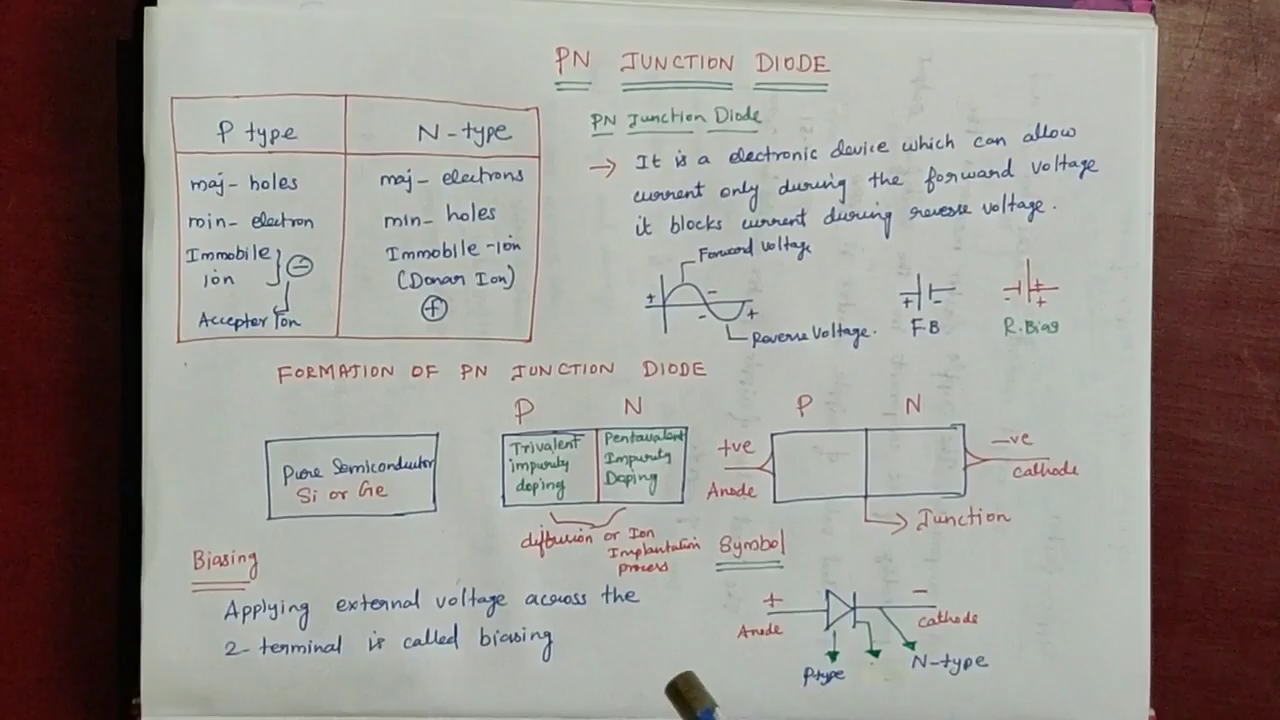 PN JUNCTION DIODE
P type
N-type
maj- holes
maj- electrons
min- electron
min- holes
Immobile
ion
-
Accepter Ion
Immobile -ion
(Donar Ion)
+
PN Junction Diode
→ It is a electronic device which can allow
current only during the forward voltage
it blocks current during reverse voltage.
Forward voltage
+ -
- +
Reverse Voltage.
+ -
F.B
- +
+
R.Bias
FORMATION OF PN JUNCTION DIODE
Pure Semiconductor
Si or Ge
P N
Trivalent
impurity
doping
Pentavalent
Impurity
Doping
diffusion or Ion
Implantation
process
P N
+ve
Anode
-ve
cathode
Junction
Biasing
Applying external voltage across the
2-terminal is called biasing
Symbol
+ -
Anode
cathode
Ptype
N-type